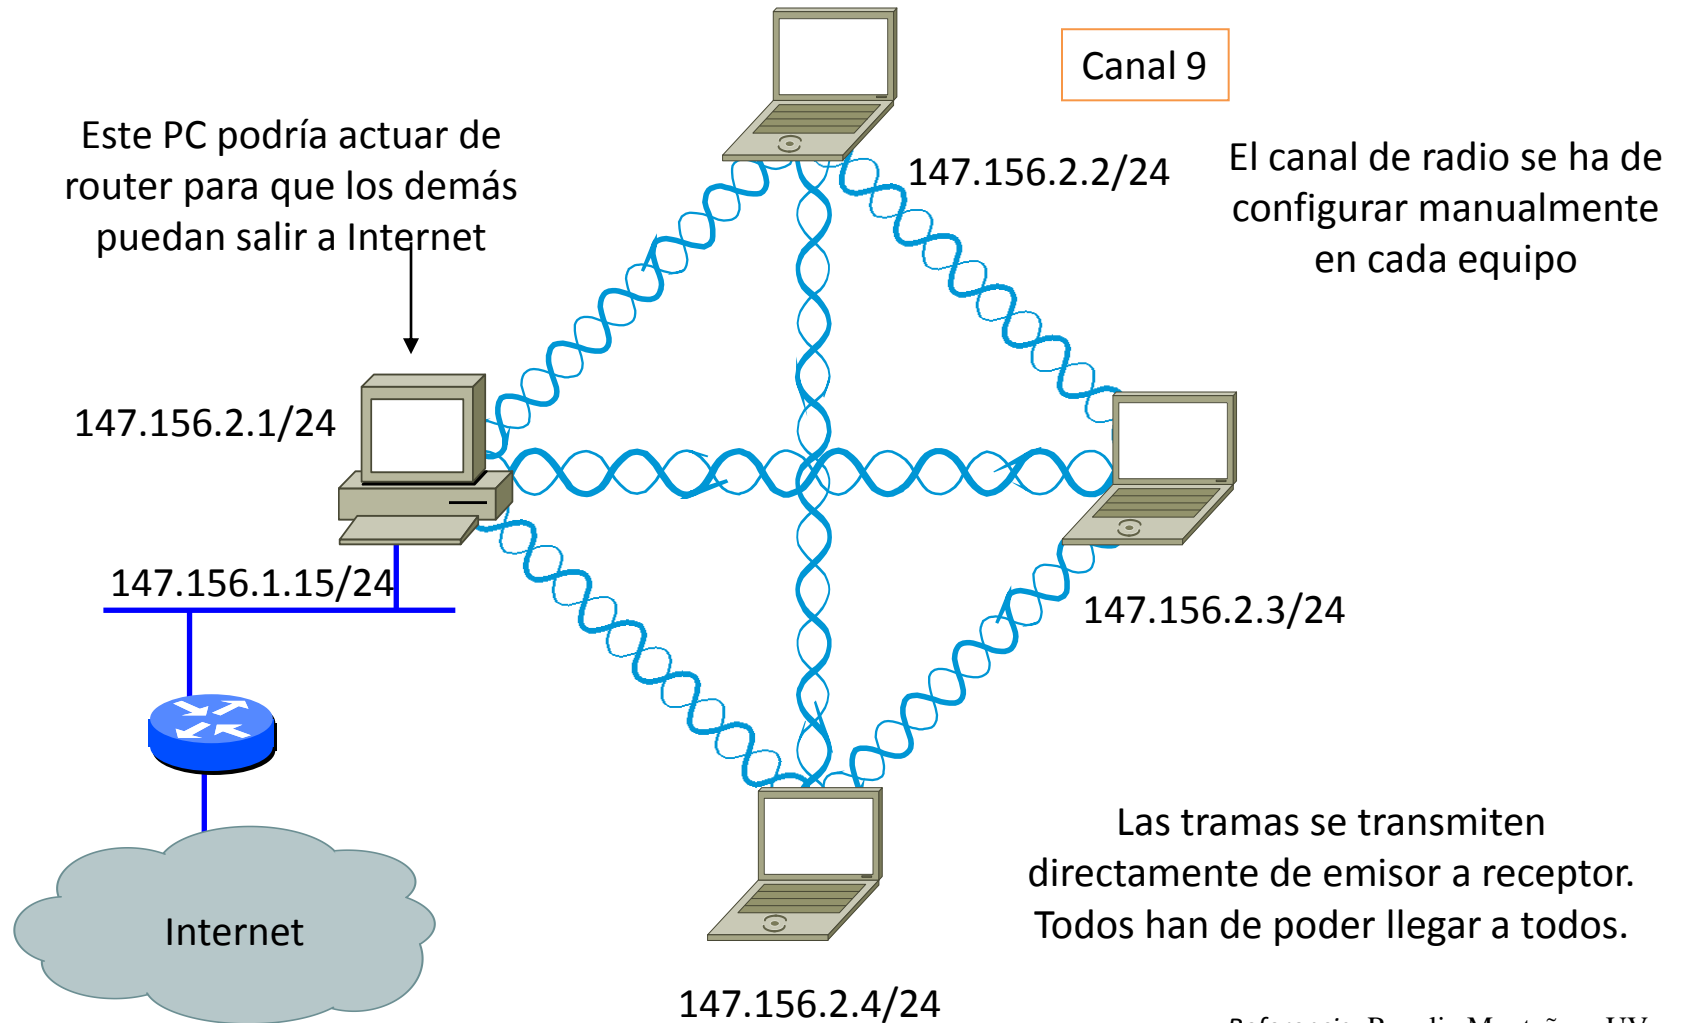 Canal 9
Este PC podría actuar de
router para que los demás
puedan salir a Internet
147.156.2.2/24
El canal de radio se ha de
configurar manualmente
en cada equipo
147.156.2.1/24
147.156.1.15/24
147.156.2.3/24
Las tramas se transmiten
directamente de emisor a receptor.
Todos han de poder llegar a todos.
Internet
147.156.2.4/24